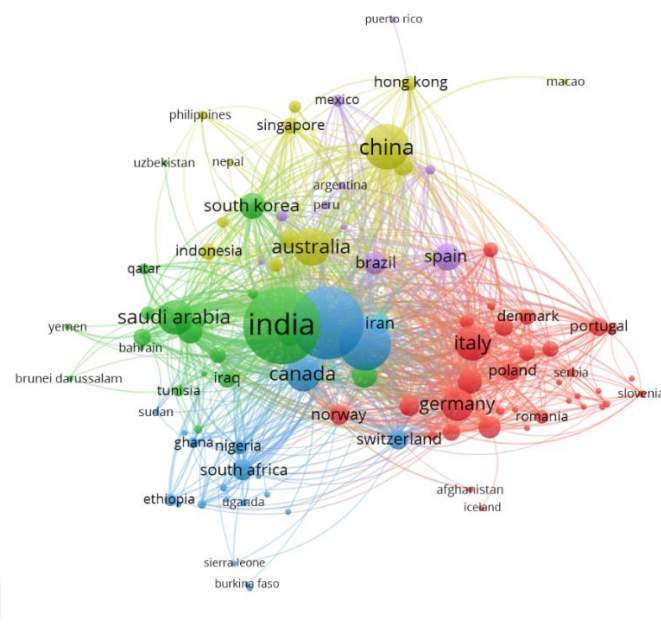 puerto rico
hong kong
macao
mexico
philippines
singapore
china
uzbekistan
nepal
argentina
south korea
peru
indonesia
australia
brazil
spain
qatar
saudi arabia
india
iran
denmark
portugal
yemen
bahrain
italy
brunei darussalam
iraq
canada
poland
serbia
tunisia
slovenia
sudan
norway
germany
romania
ghana
nigeria
switzerland
south africa
ethiopia
uganda
afghanistan
iceland
sierra leone
burkina faso